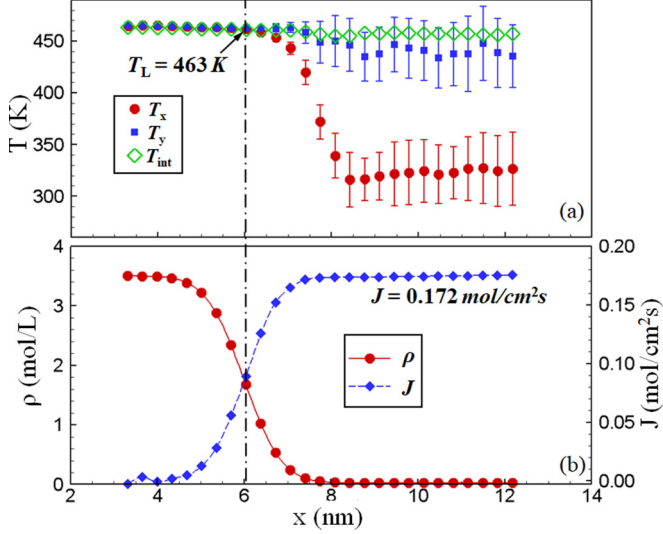 450
400
350
300
T (K)
T_L = 463 K
T_x
T_y
T_int
(a)
4
3
2
1
0
ρ (mol/L)
0.20
0.15
0.10
0.05
0.00
J (mol/cm²s)
J = 0.172 mol/cm²s
ρ
J
(b)
2
4
6
8
10
12
14
x (nm)